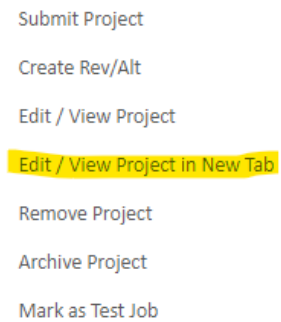 Submit Project
Create Rev/Alt
Edit / View Project
Edit / View Project in New Tab
Remove Project
Archive Project
Mark as Test Job